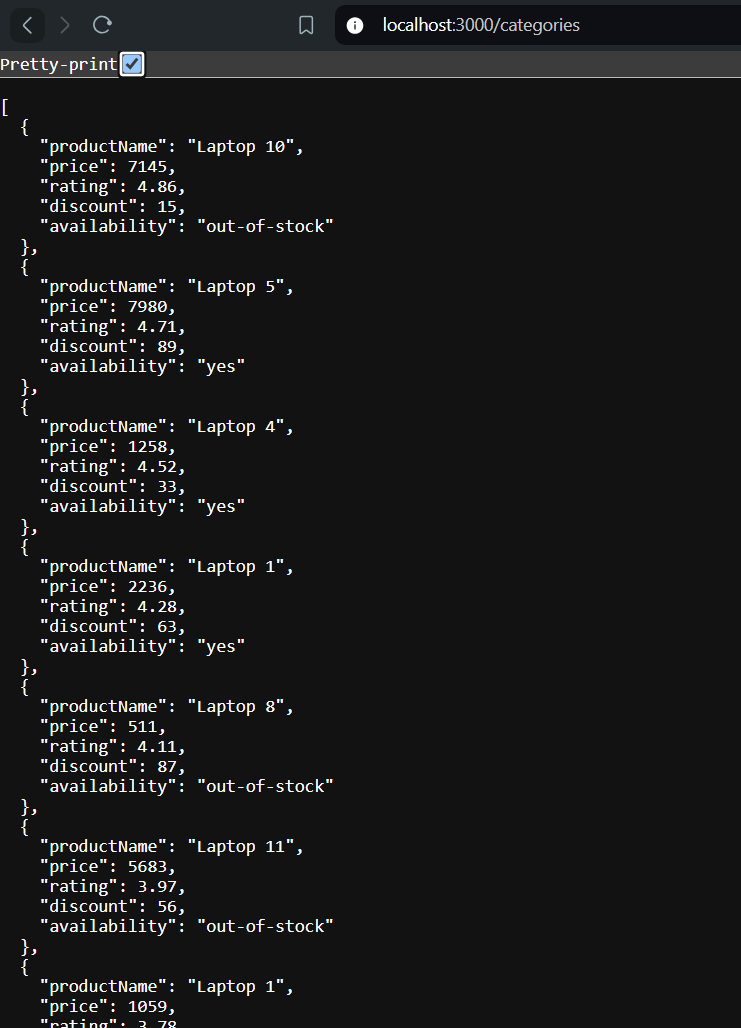 localhost:3000/categories
Pretty-print
[
  {
    "productName": "Laptop 10",
    "price": 7145,
    "rating": 4.86,
    "discount": 15,
    "availability": "out-of-stock"
  },
  {
    "productName": "Laptop 5",
    "price": 7980,
    "rating": 4.71,
    "discount": 89,
    "availability": "yes"
  },
  {
    "productName": "Laptop 4",
    "price": 1258,
    "rating": 4.52,
    "discount": 33,
    "availability": "yes"
  },
  {
    "productName": "Laptop 1",
    "price": 2236,
    "rating": 4.28,
    "discount": 63,
    "availability": "yes"
  },
  {
    "productName": "Laptop 8",
    "price": 511,
    "rating": 4.11,
    "discount": 87,
    "availability": "out-of-stock"
  },
  {
    "productName": "Laptop 11",
    "price": 5683,
    "rating": 3.97,
    "discount": 56,
    "availability": "out-of-stock"
  },
  {
    "productName": "Laptop 1",
    "price": 1059,
    "rating": 3.78